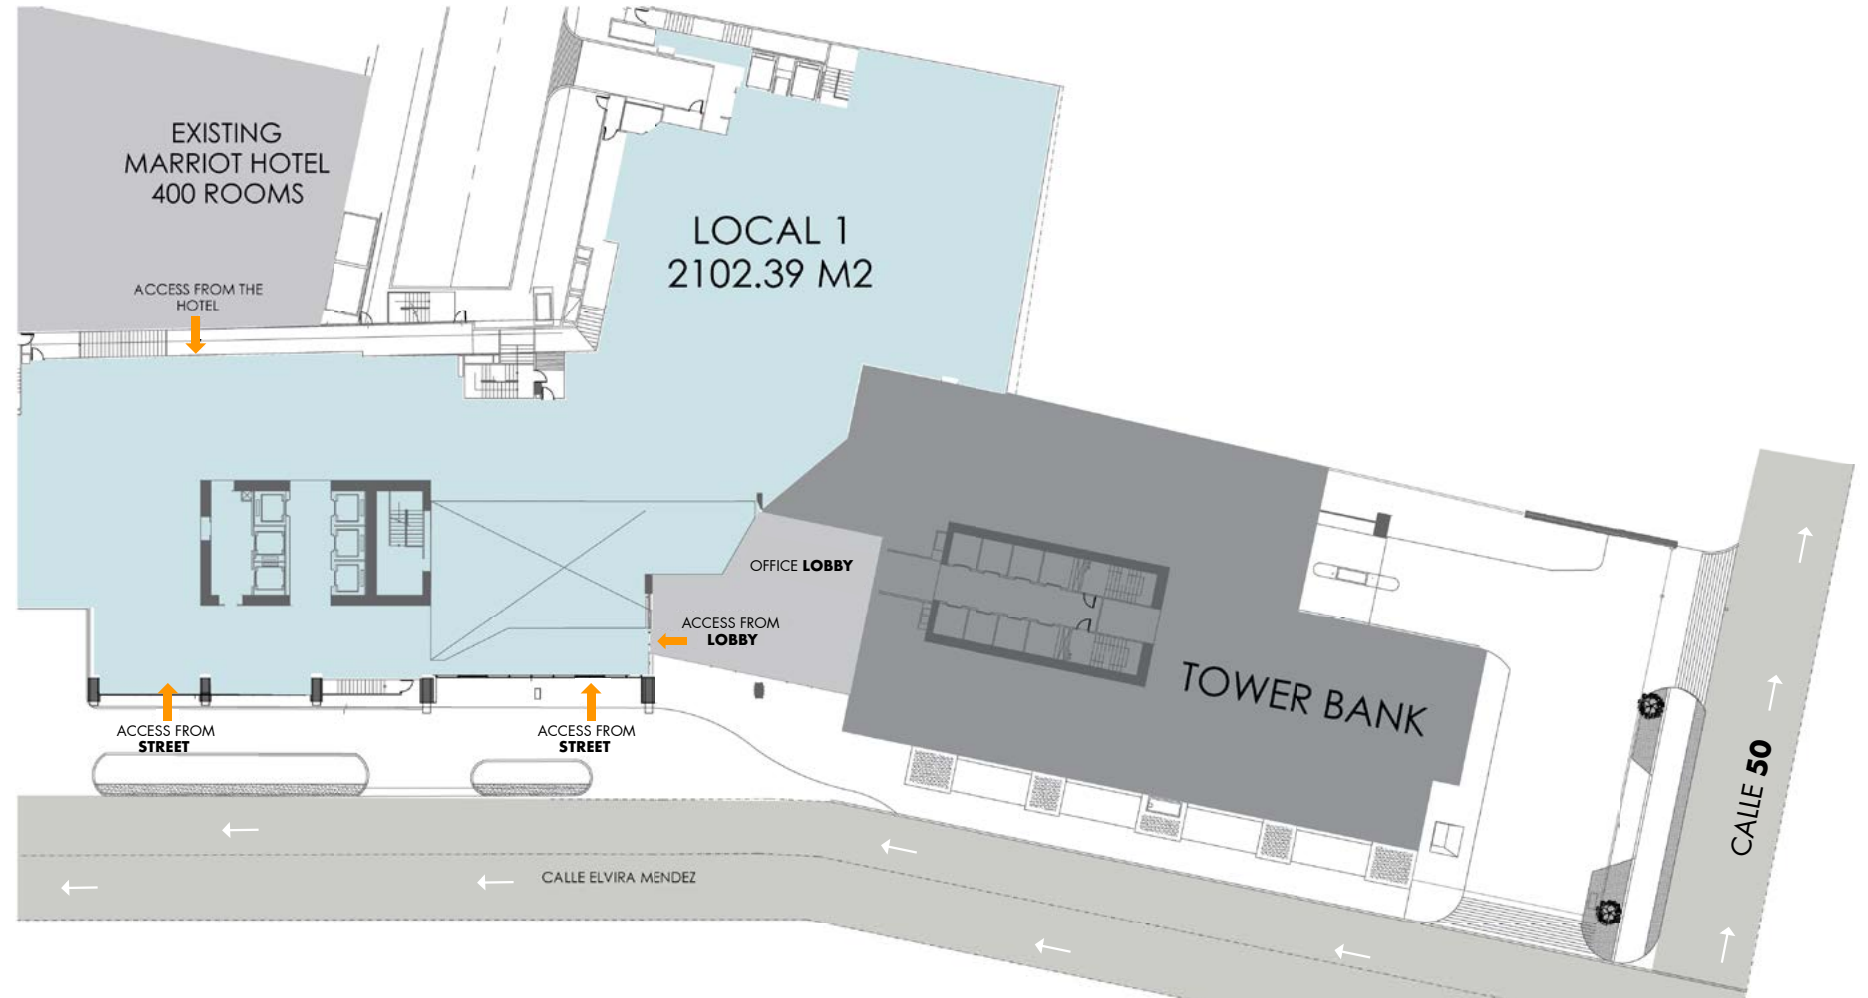 EXISTING
MARRIOT HOTEL
400 ROOMS
LOCAL 1
2102.39 M2
ACCESS FROM THE
HOTEL
OFFICE LOBBY
ACCESS FROM
LOBBY
TOWER BANK
ACCESS FROM
STREET
ACCESS FROM
STREET
CALLE 50
CALLE ELVIRA MENDEZ